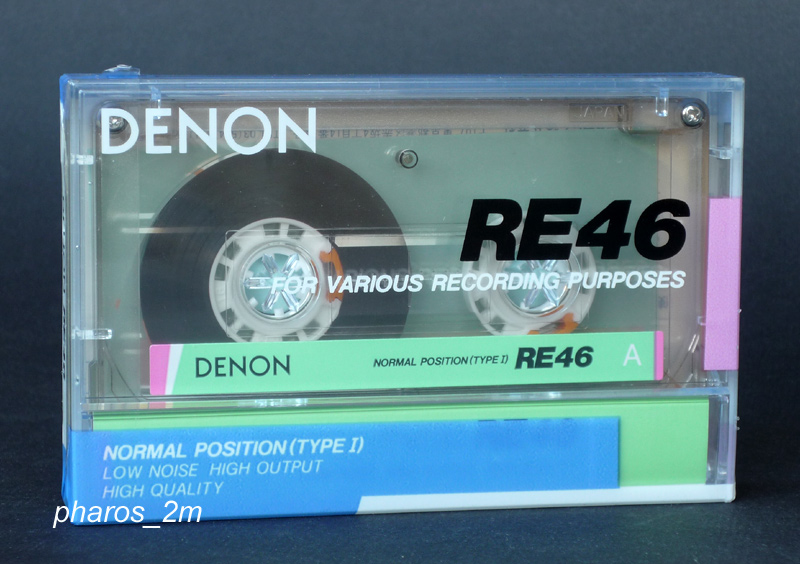 DENON
JAPAN
RE46
FOR VARIOUS RECORDING PURPOSES
DENON NORMAL POSITION (TYPE I) RE46 A
NORMAL POSITION (TYPE I)
LOW NOISE HIGH OUTPUT
HIGH QUALITY
pharos_2m